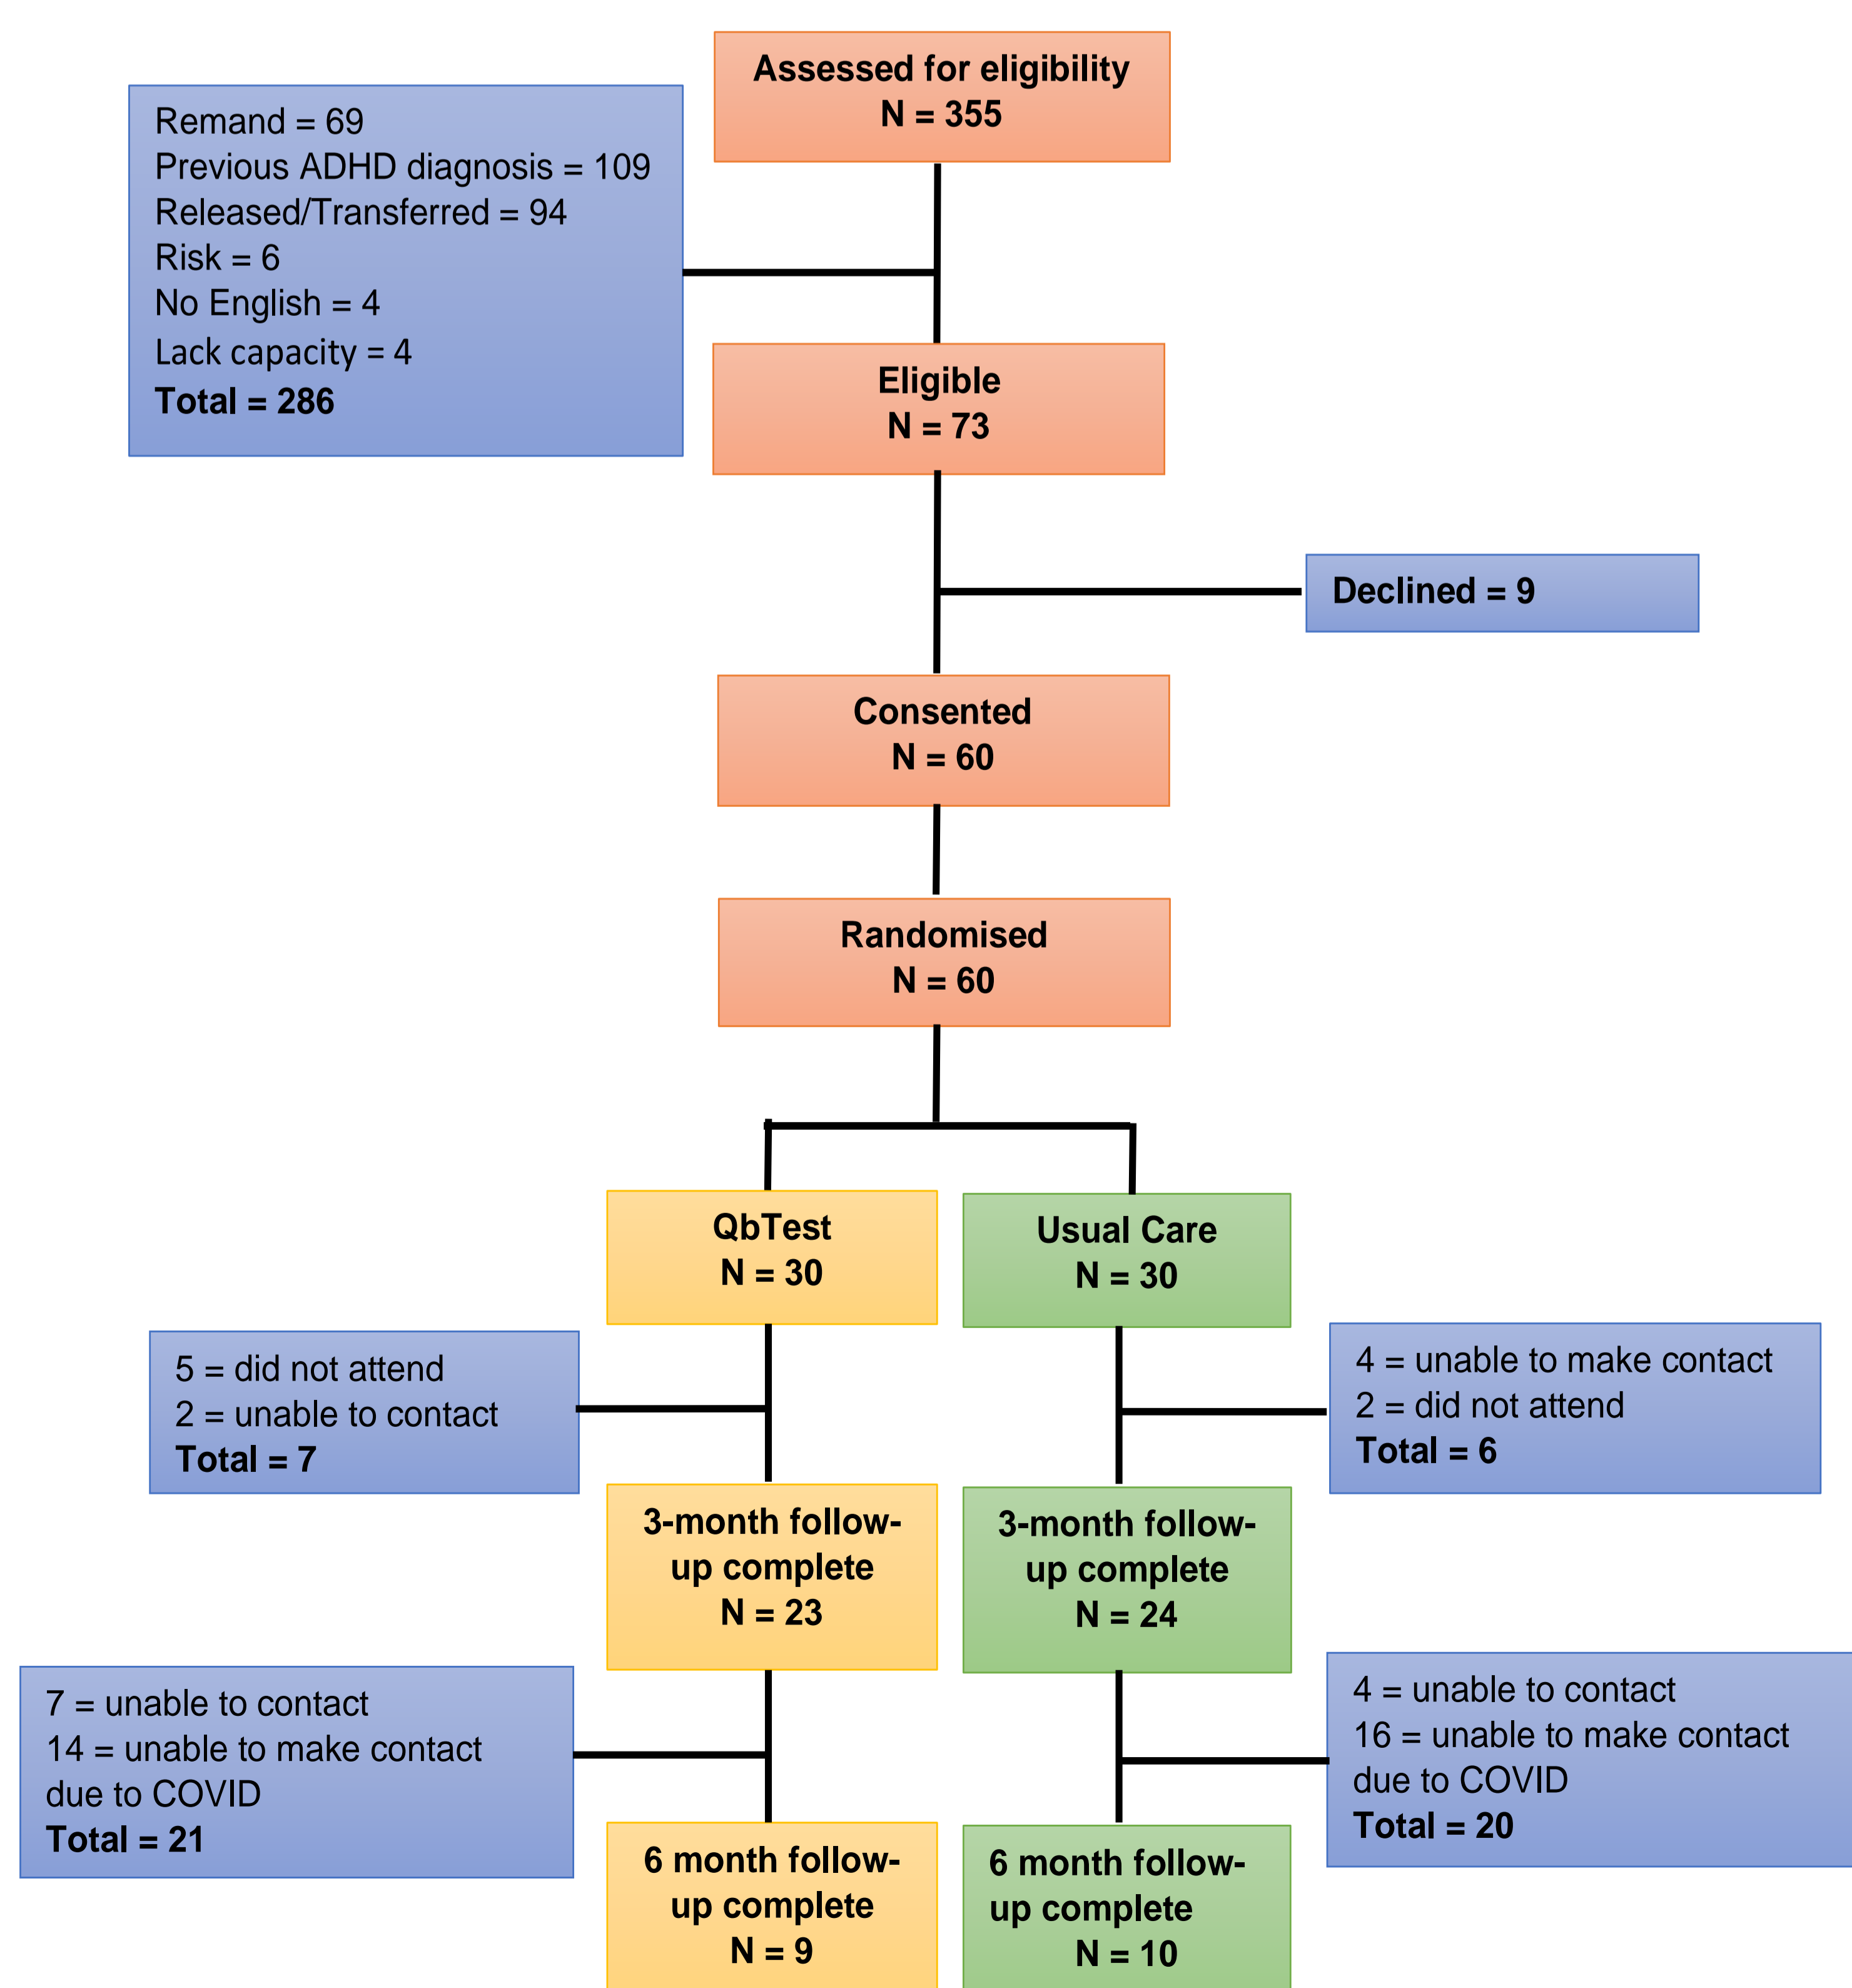 Assessed for eligibility
N = 355
Remand = 69
Previous ADHD diagnosis = 109
Released/Transferred = 94
Risk = 6
No English = 4
Lack capacity = 4
Total = 286
Eligible
N = 73
Declined = 9
Consented
N = 60
Randomised
N = 60
QbTest
N = 30
Usual Care
N = 30
5 = did not attend
2 = unable to contact
Total = 7
4 = unable to make contact
2 = did not attend
Total = 6
3-month follow-
up complete
N = 23
3-month follow-
up complete
N = 24
7 = unable to contact
14 = unable to make contact
due to COVID
Total = 21
4 = unable to contact
16 = unable to make contact
due to COVID
Total = 20
6 month follow-
up complete
N = 9
6 month follow-
up complete
N = 10